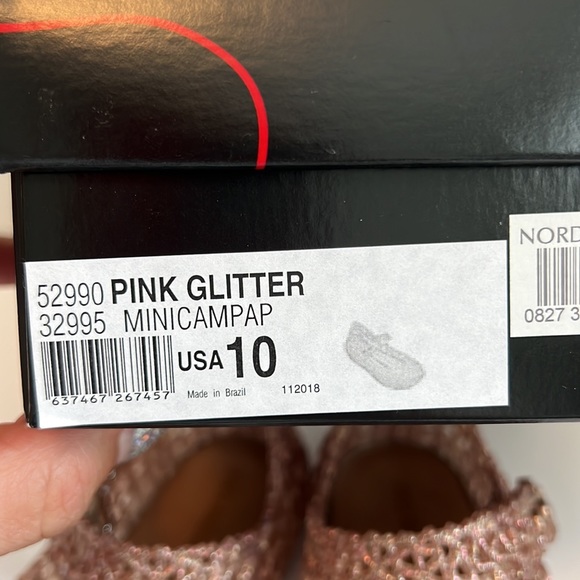 52990 PINK GLITTER
32995 MINICAMPAP
USA 10
637467 267457
Made in Brazil 112018
NORD
0827 3